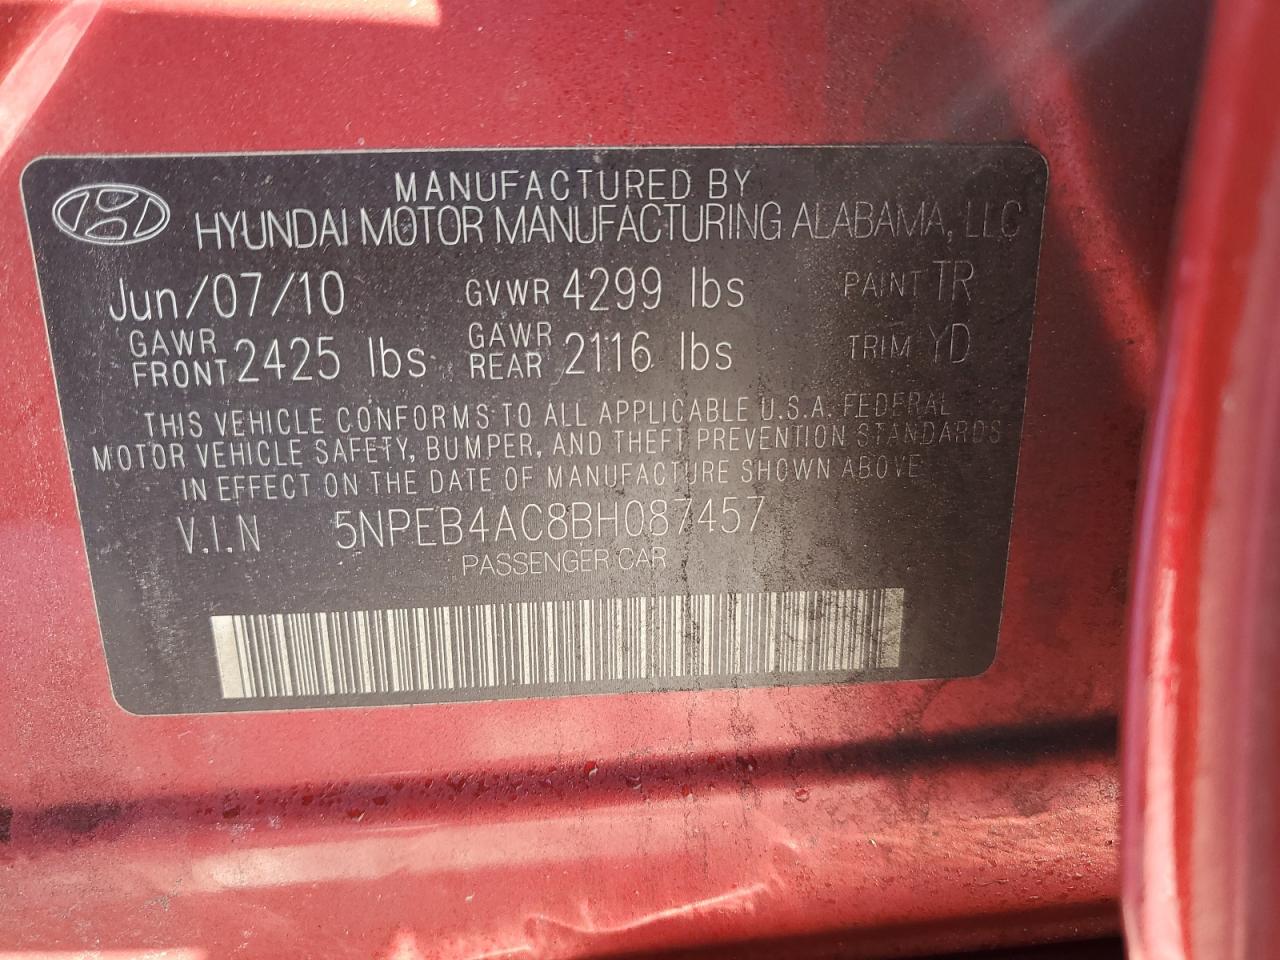 MANUFACTURED BY
HYUNDAI MOTOR MANUFACTURING ALABAMA, LLC
Jun/07/10 GVWR 4299 lbs PAINT TR
GAWR FRONT 2425 lbs GAWR REAR 2116 lbs TRIM YD
THIS VEHICLE CONFORMS TO ALL APPLICABLE U.S.A. FEDERAL
MOTOR VEHICLE SAFETY, BUMPER, AND THEFT PREVENTION STANDARDS
IN EFFECT ON THE DATE OF MANUFACTURE SHOWN ABOVE
V.I.N 5NPEB4AC8BH087457
PASSENGER CAR